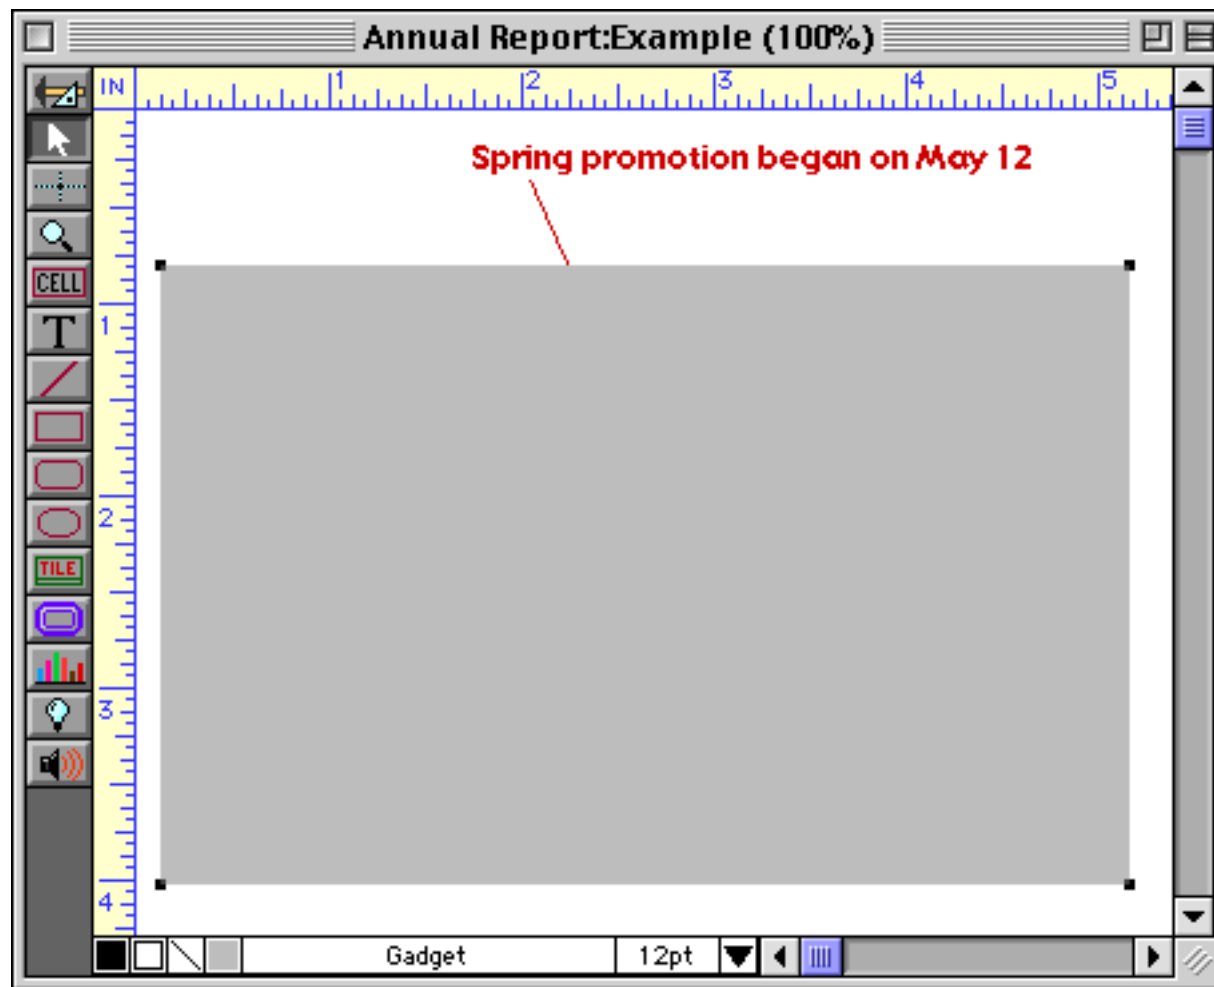 Annual Report:Example (100%)
IN 1 2 3 4 5
Spring promotion began on May 12
CELL
T
1
2
TILE
3
4
Gadget 12pt